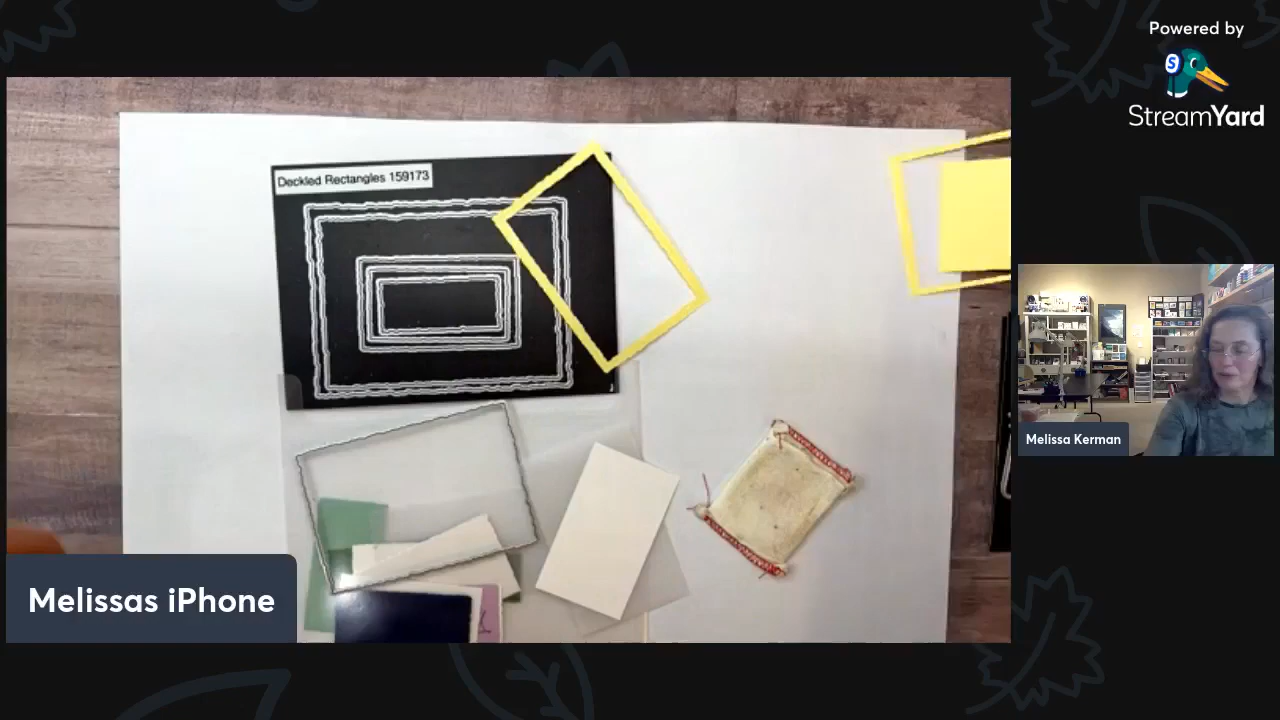 Powered by
S
StreamYard
Deckled Rectangles 159173
Melissa Kerman
Melissas iPhone